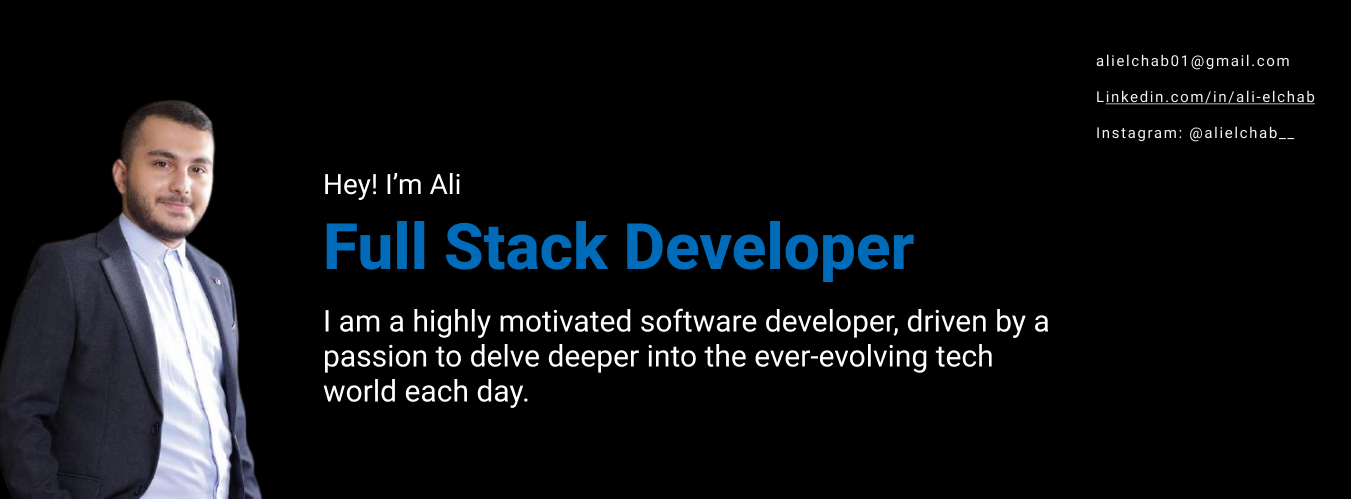 alielchab01@gmail.com
Linkedin.com/in/ali-elchab
Instagram: @alielchab__
Hey! I’m Ali
Full Stack Developer
I am a highly motivated software developer, driven by a
passion to delve deeper into the ever-evolving tech
world each day.